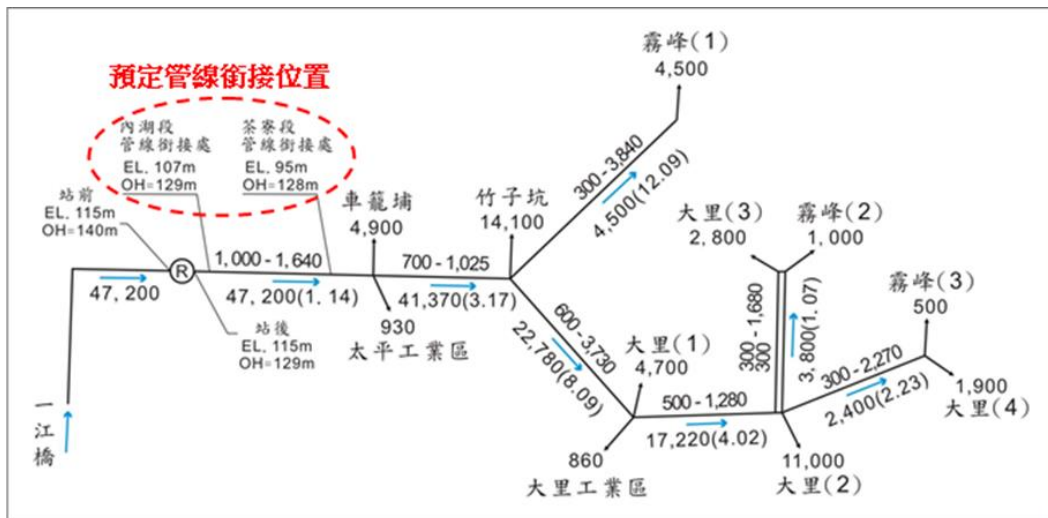 預定管線銜接位置
內湖段
管線銜接處
EL. 107m
OH=129m
茶寮段
管線銜接處
EL. 95m
OH=128m
站前
EL. 115m
OH=140m
R
站後
EL. 115m
OH=129m
一江橋
47,200
1,000-1,640
47,200(1.14)
車籠埔
4,900
930
太平工業區
700-1,025
41,370(3.17)
竹子坑
14,100
300-3,840
4,500(12.09)
霧峰(1)
4,500
600-3,730
22,780(8.09)
大里(1)
4,700
860
大里工業區
500-1,280
17,220(4.02)
大里(3)
2,800
霧峰(2)
1,000
300-1,680
300
3,800(1.07)
11,000
大里(2)
300-2,270
2,400(2.23)
霧峰(3)
500
1,900
大里(4)